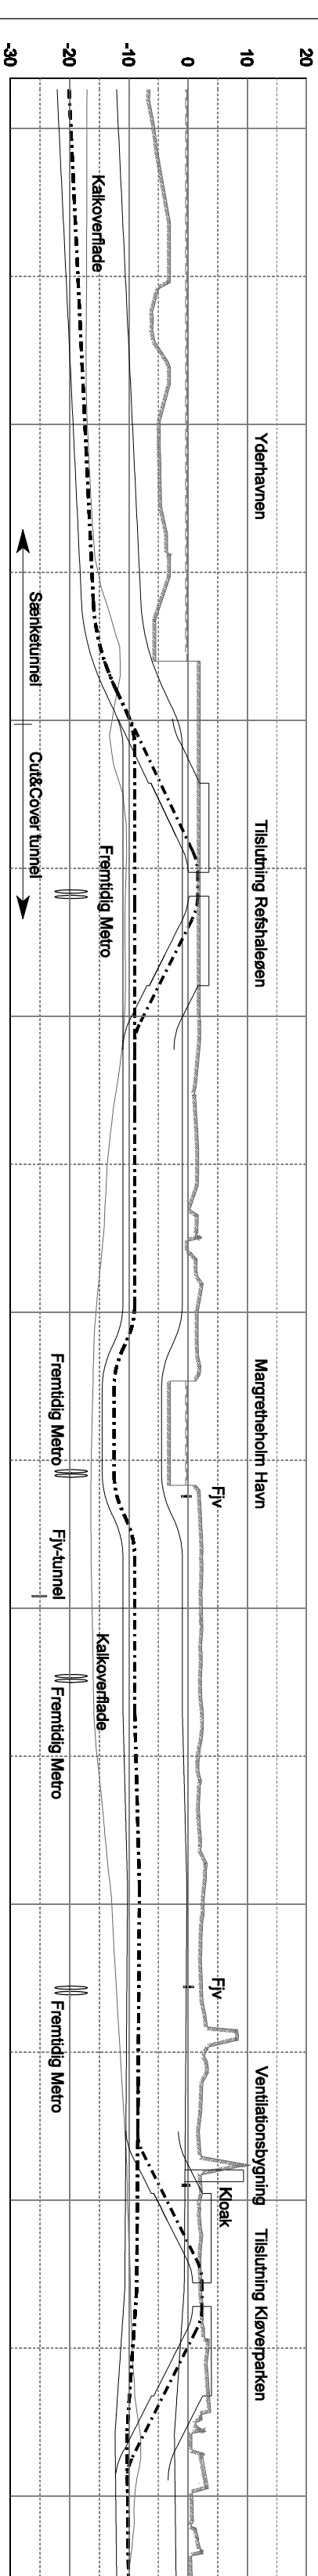 20
10
0
-10
-20
-30
Yderhavnen
Tilslutning Refshaleøen
Margretheholm Havn
Ventilationsbygning
Tilslutning Kløverparken
Fjv
Fjv
Kloak
Kalkoverflade
Fremtidig Metro
Kalkoverflade
Fremtidig Metro
Fjv-tunnel
Fremtidig Metro
Fremtidig Metro
Sænketunnel
Cut&Cover tunnel